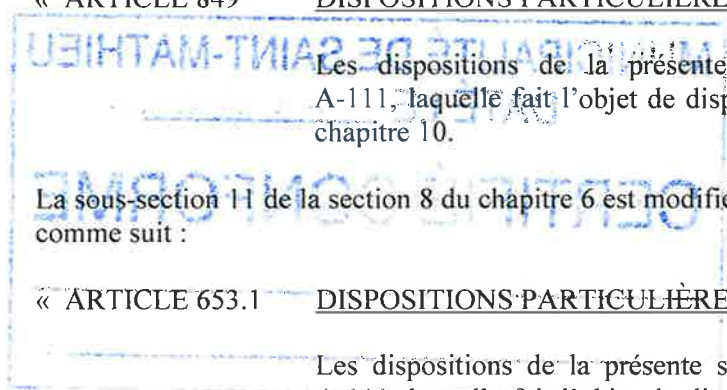 « ARTICLE 849 DISPOSITIONS PARTICULIÈRE
MUNICIPALITÉ DE SAINT-MATHIEU
Les dispositions de la présente
A-111, laquelle fait l'objet de disp
DATE
chapitre 10.
CERTIFIÉ CONFORME
La sous-section 11 de la section 8 du chapitre 6 est modifié
comme suit :
« ARTICLE 653.1 DISPOSITIONS PARTICULIÈRE
Les dispositions de la présente s